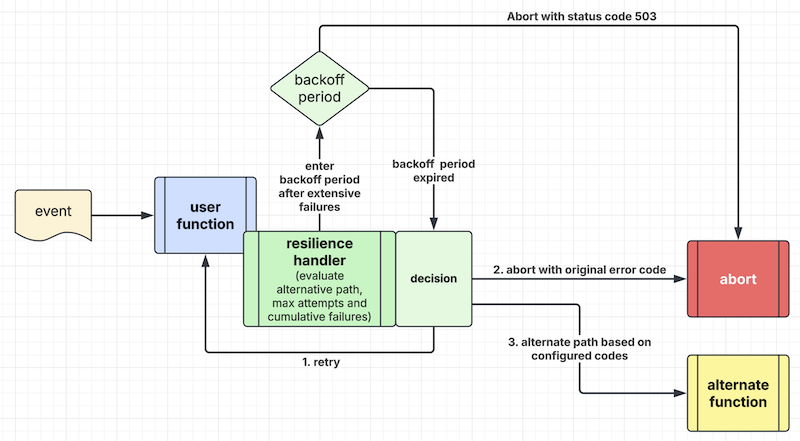 Abort with status code 503
backoff
period
enter
backoff period
after extensive
failures
backoff period
expired
event
user
function
resilience
handler
(evaluate
alternative path,
max attempts and
cumulative failures)
decision
2. abort with original error code
abort
1. retry
3. alternate path based on
configured codes
alternate
function